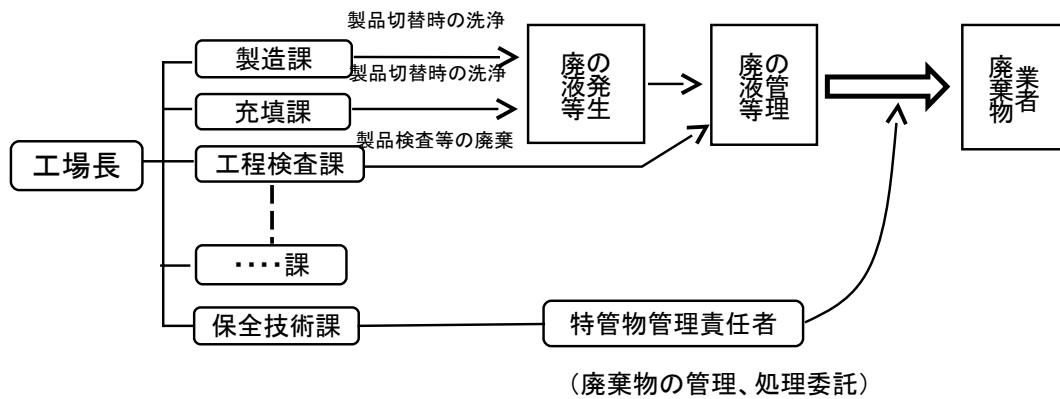 製品切替時の洗浄
製造課
製品切替時の洗浄
充填課
製品検査等の廃棄
工程検査課
工場長
‥‥課
保全技術課
特管物管理責任者
（廃棄物の管理、処理委託）
廃液等
の発生
廃液等
の管理
廃棄物
業者